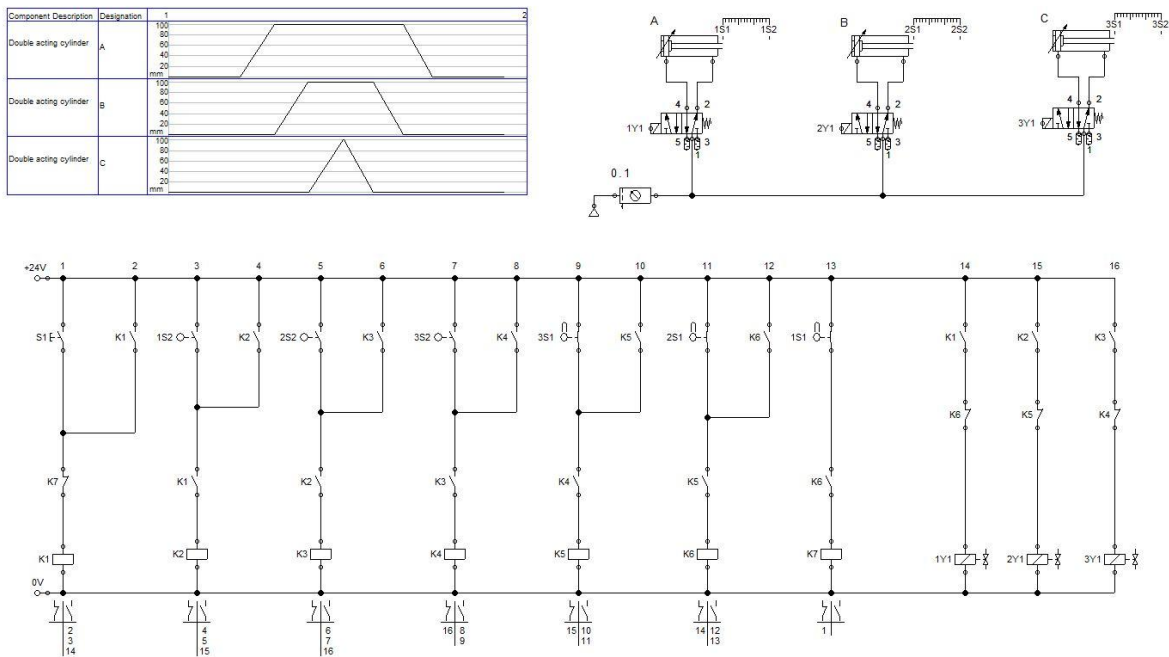 Component Description Designation 1 2
Double acting cylinder A 100 80 60 40 20 mm
Double acting cylinder B 100 80 60 40 20 mm
Double acting cylinder C 100 80 60 40 20 mm
A B C
1S1 1S2 2S1 2S2 3S1 3S2
4 2 4 2 4 2
1Y1 2Y1 3Y1
5 3 5 3 5 3
1 1 1
0.1
+24V 1 2 3 4 5 6 7 8 9 10 11 12 13 14 15 16
S1 K1 1S2 K2 2S2 K3 3S2 K4 3S1 K5 2S1 K6 1S1 K1 K2 K3
K6 K5 K4
K7 K1 K2 K3 K4 K5 K6
K1 K2 K3 K4 K5 K6 K7 1Y1 2Y1 3Y1
0V
2 4 6 16 8 15 10 14 12 1
3 5 7 9 11 13
14 15 16